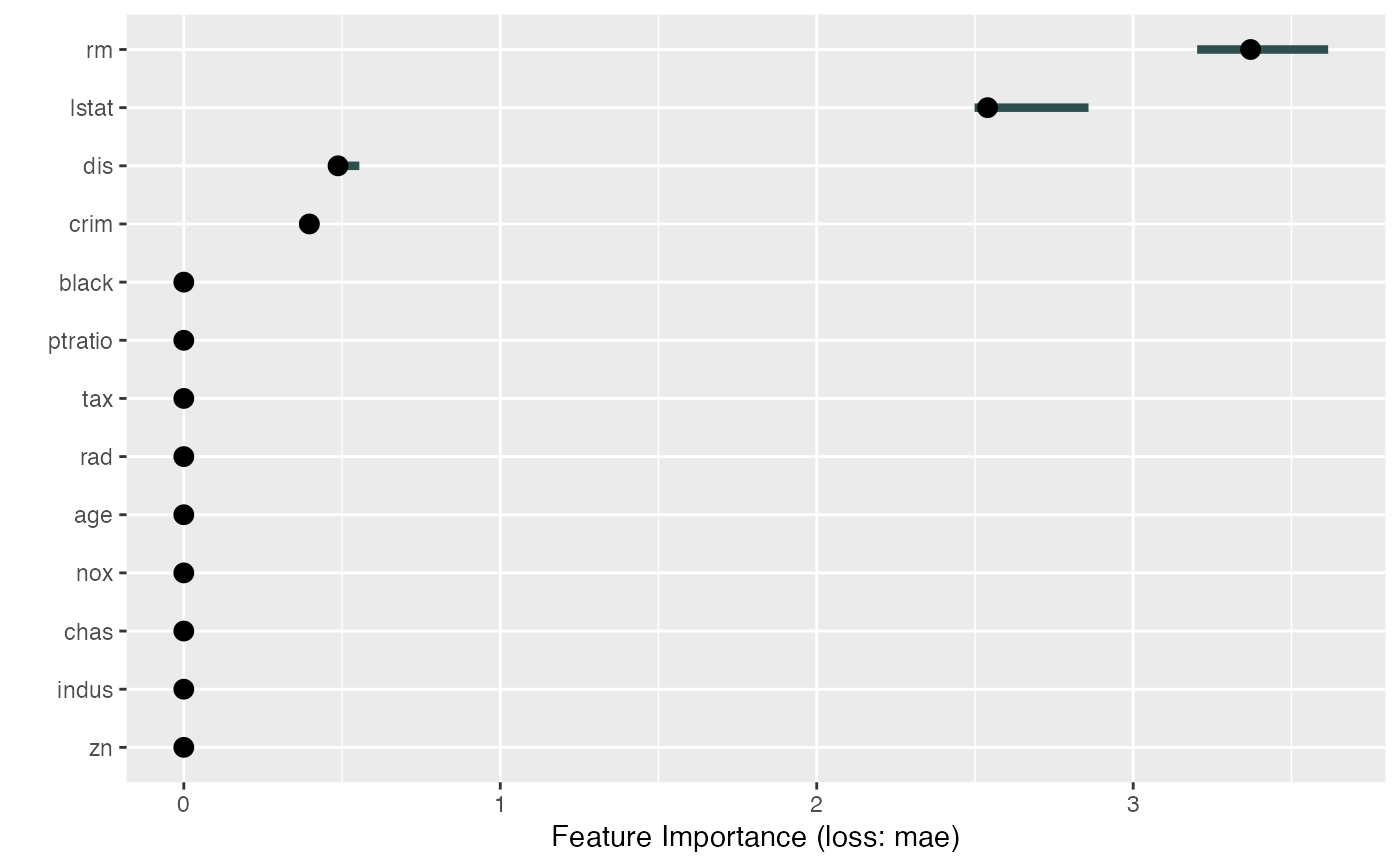 rm
lstat
dis
crim
black
ptratio
tax
rad
age
nox
chas
indus
zn
0 1 2 3
Feature Importance (loss: mae)